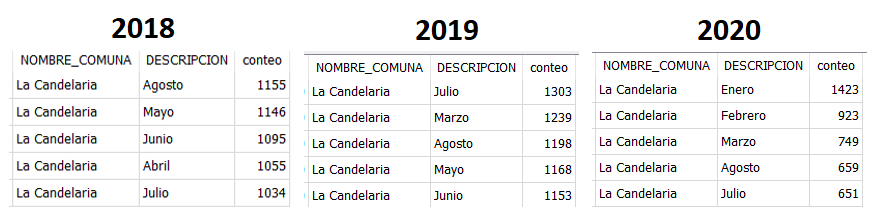 2018
NOMBRE_COMUNA DESCRIPCION conteo
La Candelaria Agosto 1155
La Candelaria Mayo 1146
La Candelaria Junio 1095
La Candelaria Abril 1055
La Candelaria Julio 1034
2019
NOMBRE_COMUNA DESCRIPCION conteo
La Candelaria Julio 1303
La Candelaria Marzo 1239
La Candelaria Agosto 1198
La Candelaria Mayo 1168
La Candelaria Junio 1153
2020
NOMBRE_COMUNA DESCRIPCION conteo
La Candelaria Enero 1423
La Candelaria Febrero 923
La Candelaria Marzo 749
La Candelaria Agosto 659
La Candelaria Julio 651